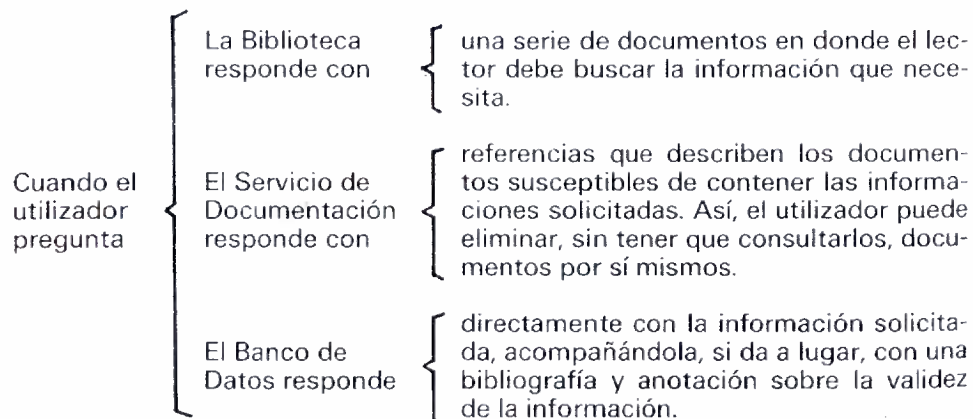 Cuando el
utilizador
pregunta
La Biblioteca
responde con
una serie de documentos en donde el lec-
tor debe buscar la información que nece-
sita.
El Servicio de
Documentación
responde con
referencias que describen los documen-
tos susceptibles de contener las informa-
ciones solicitadas. Así, el utilizador puede
eliminar, sin tener que consultarlos, docu-
mentos por sí mismos.
El Banco de
Datos responde
directamente con la información solicita-
da, acompañándola, si da a lugar, con una
bibliografía y anotación sobre la validez
de la información.